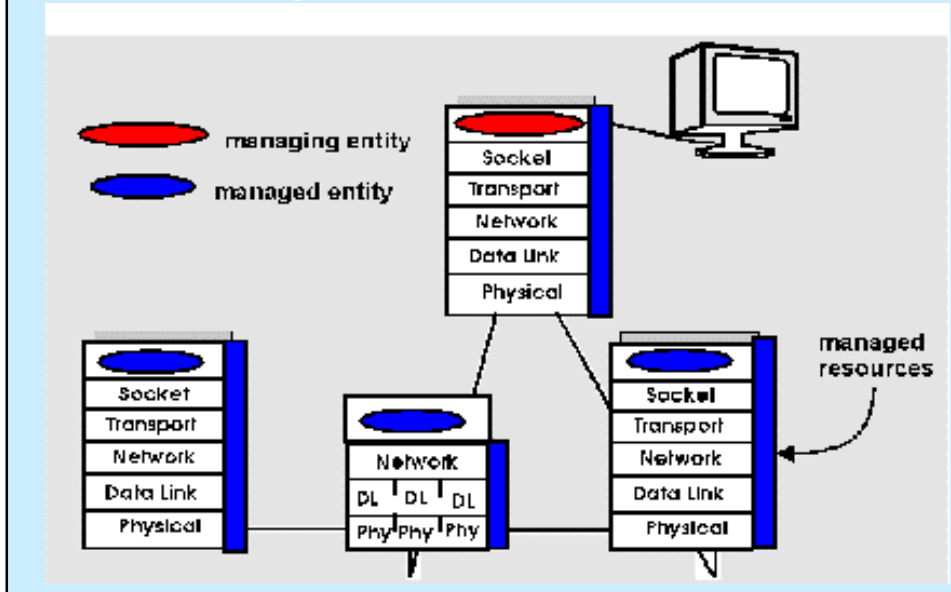 managing entity
managed entity
Socket
Transport
Network
Data Link
Physical
managed
resources
Socket
Transport
Network
Data Link
Physical
Network
DL DL DL
Phy Phy Phy
Socket
Transport
Network
Data Link
Physical